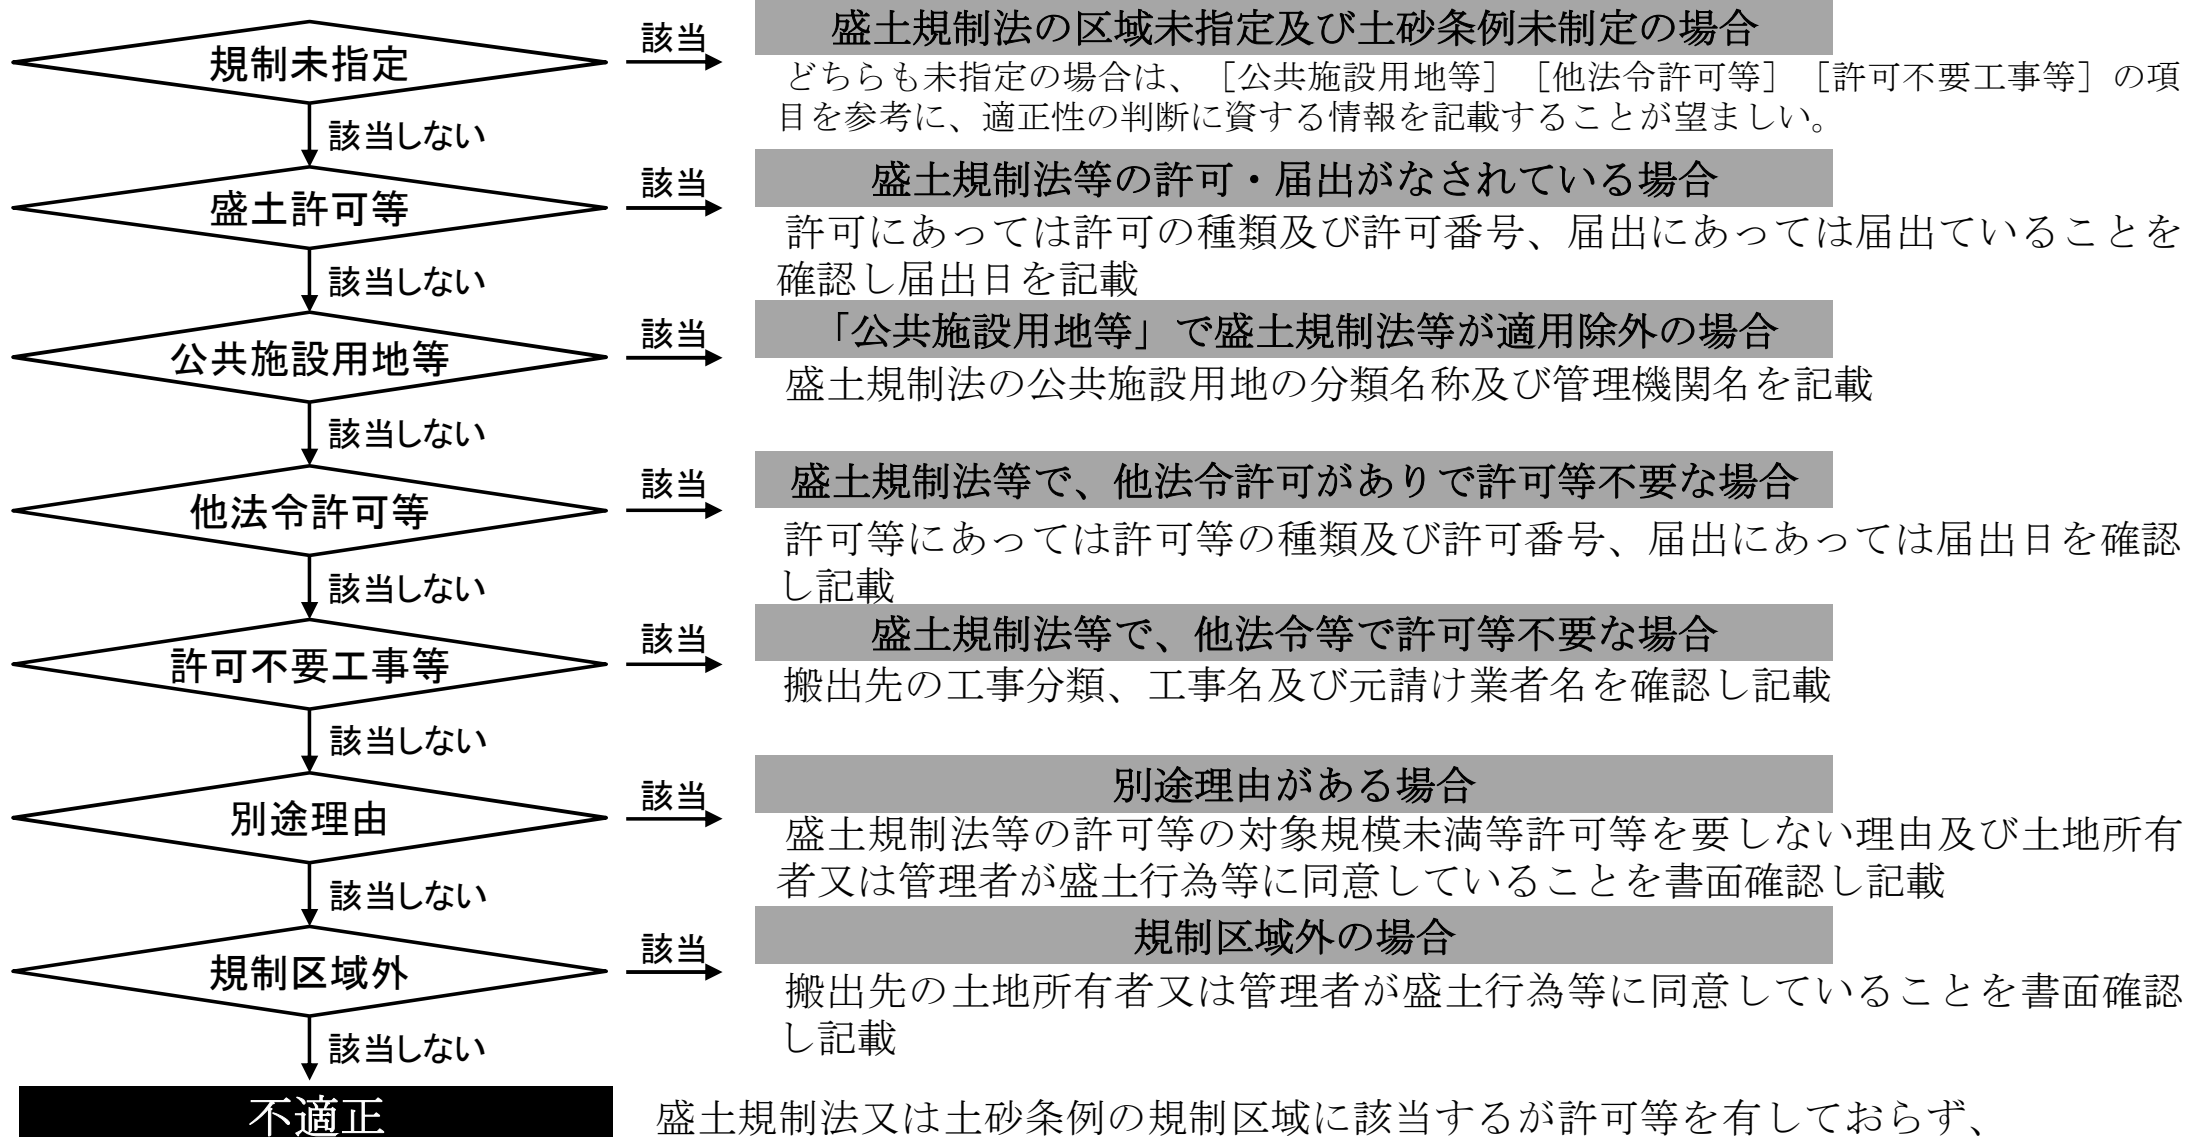 規制未指定
該当
盛土規制法の区域未指定及び土砂条例未制定の場合
どちらも未指定の場合は、［公共施設用地等］［他法令許可等］［許可不要工事等］の項
目を参考に、適正性の判断に資する情報を記載することが望ましい。
該当しない
盛土許可等
該当
盛土規制法等の許可・届出がなされている場合
許可にあっては許可の種類及び許可番号、届出にあっては届出ていることを
確認し届出日を記載
該当しない
公共施設用地等
該当
「公共施設用地等」で盛土規制法等が適用除外の場合
盛土規制法の公共施設用地の分類名称及び管理機関名を記載
該当しない
他法令許可等
該当
盛土規制法等で、他法令許可がありで許可等不要な場合
許可等にあっては許可等の種類及び許可番号、届出にあっては届出日を確認
し記載
該当しない
許可不要工事等
該当
盛土規制法等で、他法令等で許可等不要な場合
搬出先の工事分類、工事名及び元請け業者名を確認し記載
該当しない
別途理由
該当
別途理由がある場合
盛土規制法等の許可等の対象規模未満等許可等を要しない理由及び土地所有
者又は管理者が盛土行為等に同意していることを書面確認し記載
該当しない
規制区域外
該当
規制区域外の場合
搬出先の土地所有者又は管理者が盛土行為等に同意していることを書面確認
し記載
該当しない
不適正
盛土規制法又は土砂条例の規制区域に該当するが許可等を有しておらず、